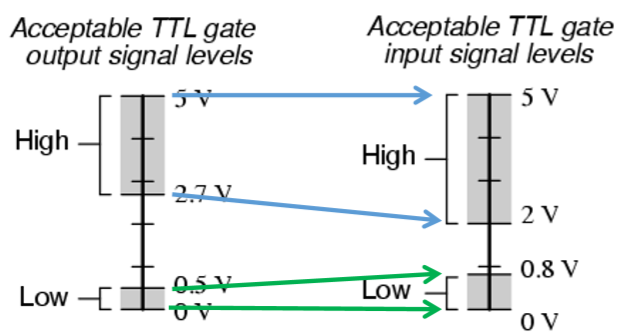 Acceptable TTL gate
output signal levels
5 V
High
2.7 V
0.5 V
Low
0 V
Acceptable TTL gate
input signal levels
5 V
High
2 V
0.8 V
Low
0 V